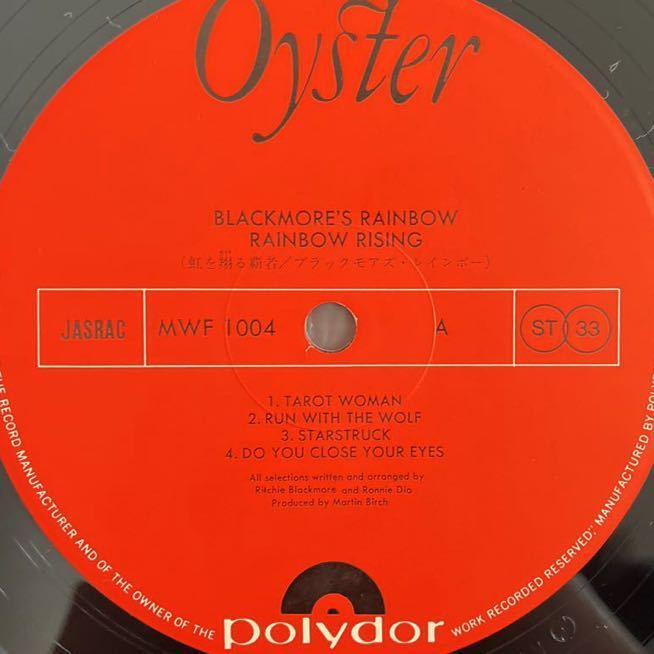 Oyster
BLACKMORE'S RAINBOW
RAINBOW RISING
(虹を翔る覇者/ブラックモアズ・レインボー)
JASRAC MWF 1004 A ST 33
1. TAROT WOMAN
2. RUN WITH THE WOLF
3. STARSTRUCK
4. DO YOU CLOSE YOUR EYES
All selections written and arranged by
Ritchie Blackmore and Ronnie Dio
Produced by Martin Birch
THE RECORD MANUFACTURER AND OF THE OWNER OF THE
polydor
WORK RECORDED RESERVED." MANUFACTURED BY POLY